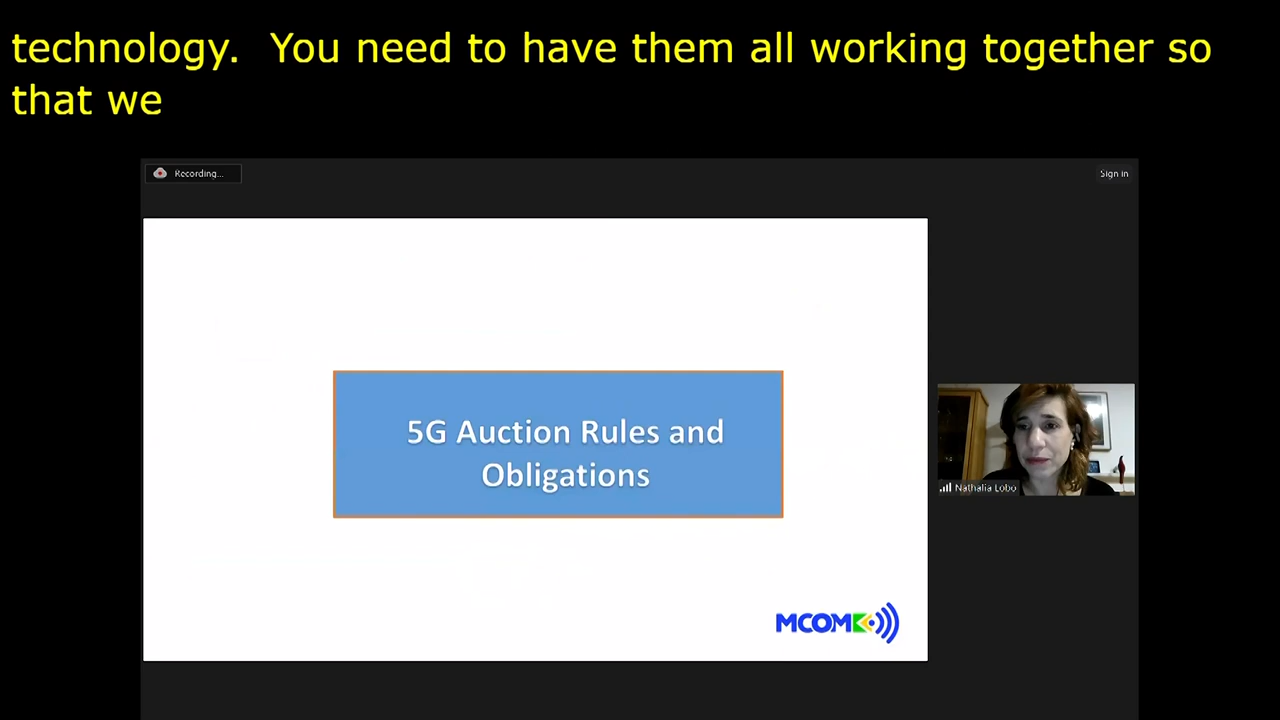 technology.  You need to have them all working together so
that we
Recording...
Sign in
5G Auction Rules and
Obligations
Nathalia Lobo
MCOM